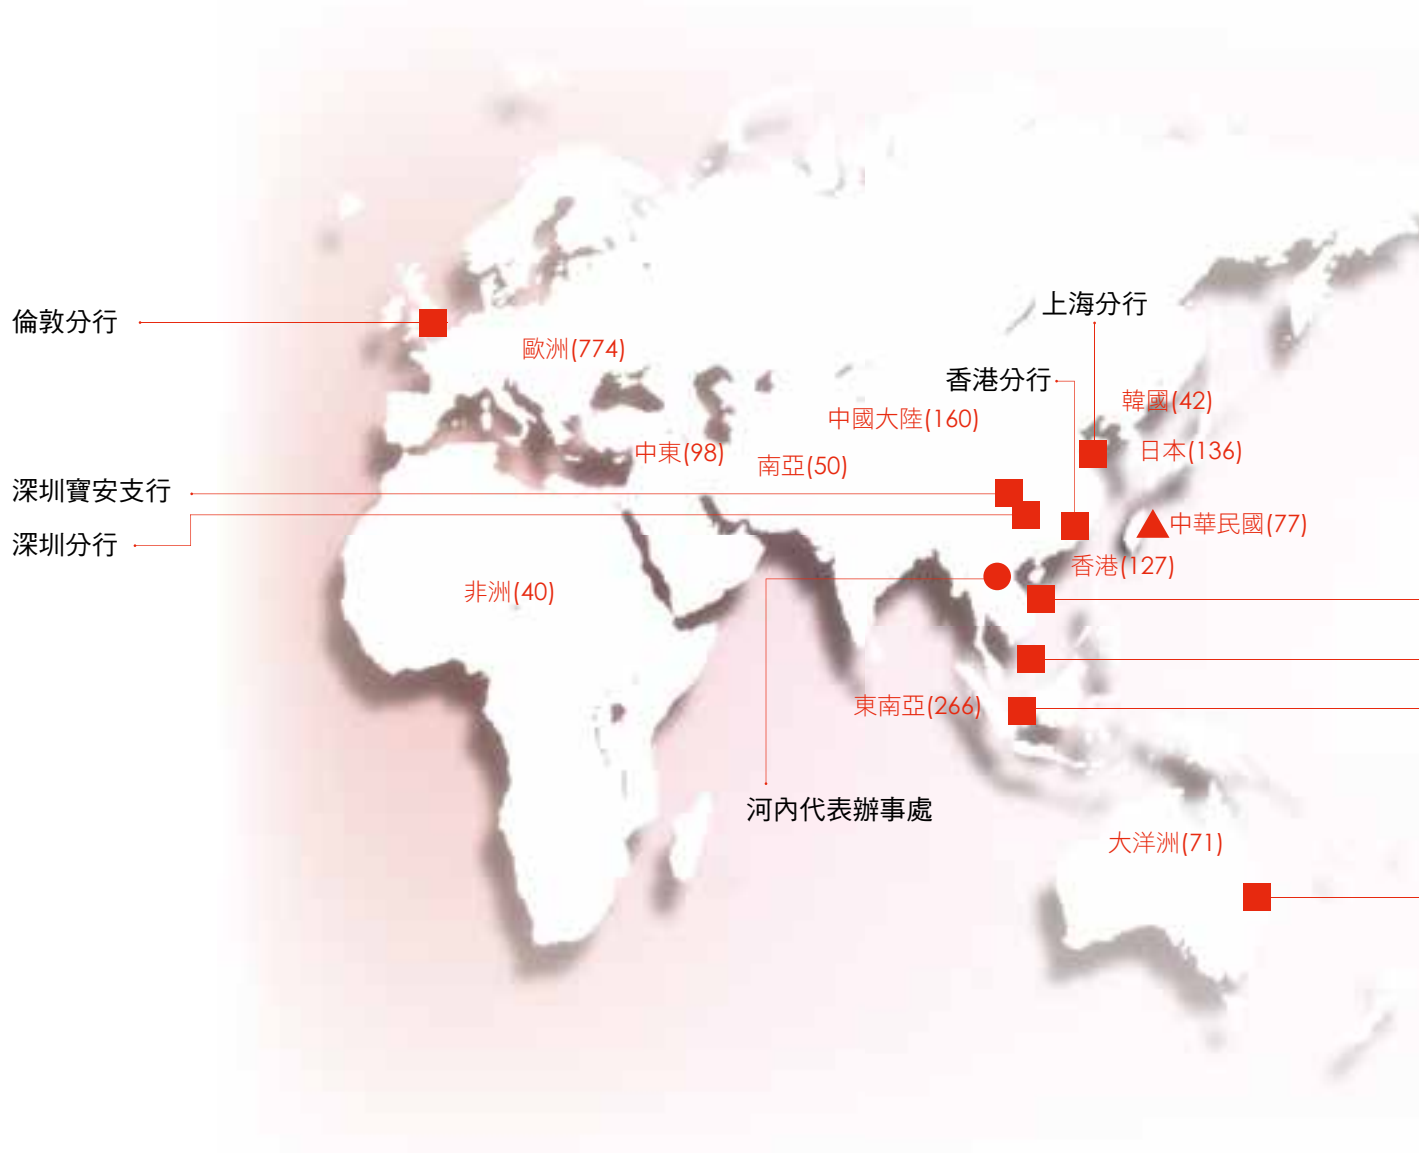 上海分行
倫敦分行
歐洲(774)
香港分行
韓國(42)
中國大陸(160)
日本(136)
中東(98)
南亞(50)
深圳寶安支行
中華民國(77)
深圳分行
香港(127)
非洲(40)
東南亞(266)
河內代表辦事處
大洋洲(71)